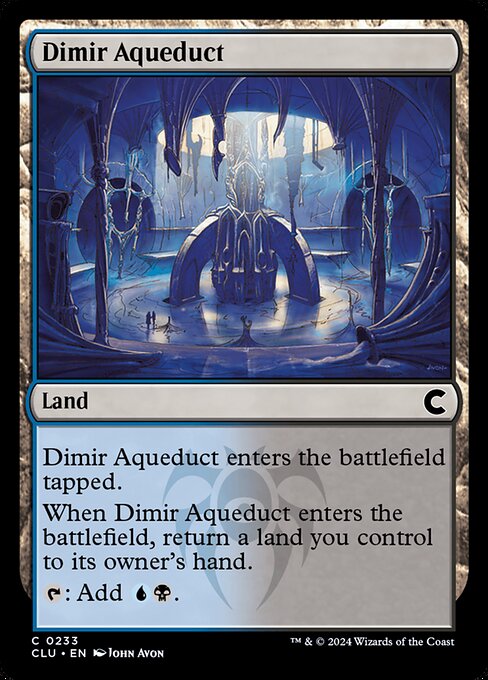 Dimir Aqueduct
Land
Dimir Aqueduct enters the battlefield
tapped.
When Dimir Aqueduct enters the
battlefield, return a land you control
to its owner's hand.
: Add .
C 0233
™ & © 2024 Wizards of the Coast
CLU • EN John Avon